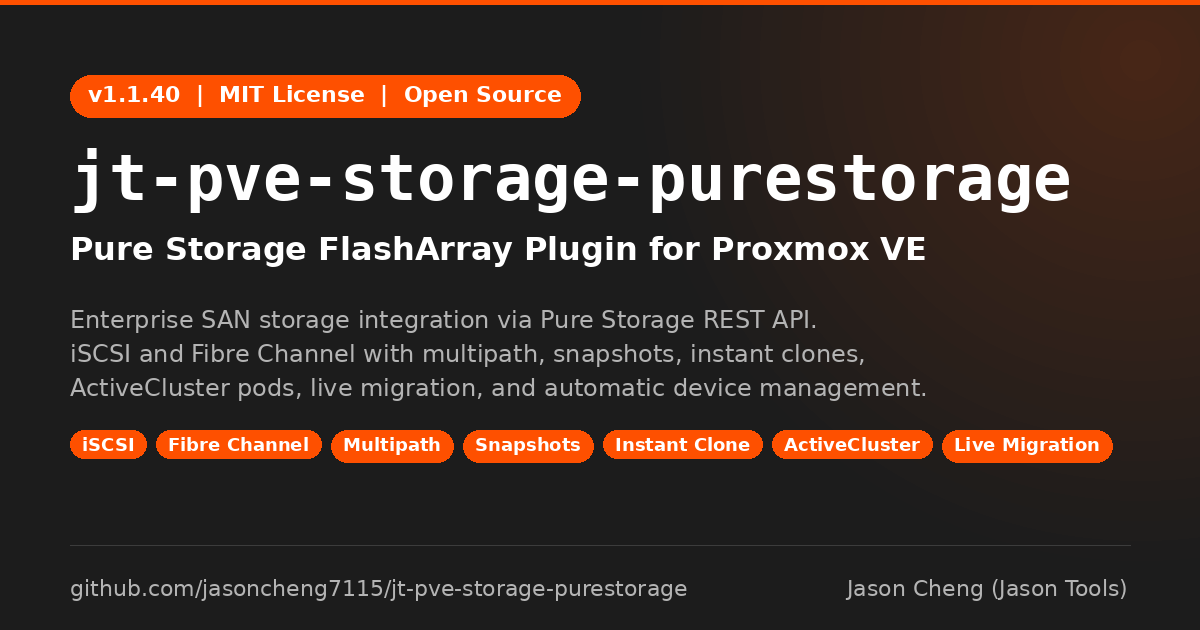 v1.1.40 | MIT License | Open Source
jt-pve-storage-purestorage
Pure Storage FlashArray Plugin for Proxmox VE
Enterprise SAN storage integration via Pure Storage REST API.
iSCSI and Fibre Channel with multipath, snapshots, instant clones,
ActiveCluster pods, live migration, and automatic device management.
iSCSI Fibre Channel Multipath Snapshots Instant Clone ActiveCluster Live Migration
github.com/jasoncheng7115/jt-pve-storage-purestorage Jason Cheng (Jason Tools)